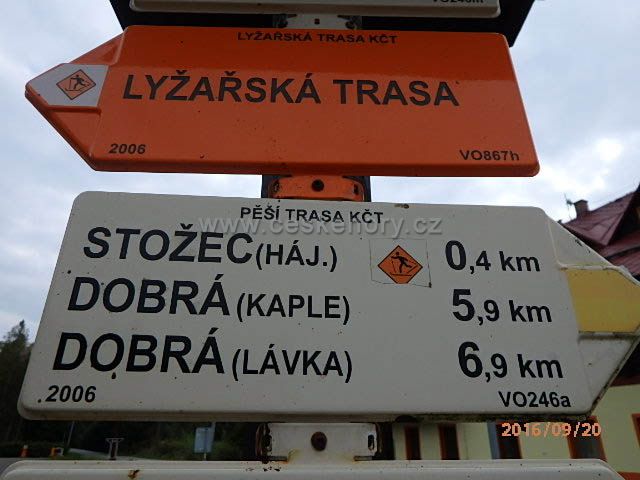 VO246m
LYŽAŘSKÁ TRASA KČT
LYŽAŘSKÁ TRASA
2006 VO867h
PĚŠÍ TRASA KČT
www.ceskehory.cz
STOŽEC (HÁJ.) 0,4 km
DOBRÁ (KAPLE) 5,9 km
DOBRÁ (LÁVKA) 6,9 km
2006 VO246a
2016/09/20